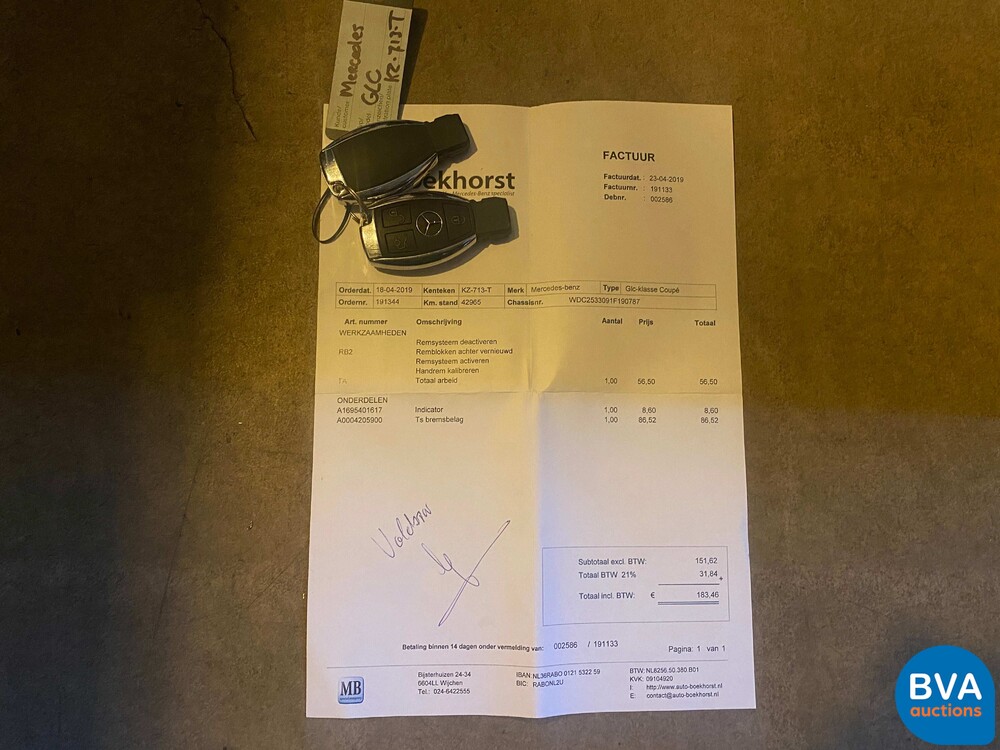 Mercedes
GLC
KZ-713-T
ekhorst
Mercedes-Benz specialist
FACTUUR
Factuurdat. : 23-04-2019
Factuurnr. : 191133
Debnr. : 002586
Orderdat. 18-04-2019 Kenteken KZ-713-T Merk Mercedes-benz Type Glc-klasse Coupé
Ordernr. 191344 Km. stand 42965 Chassisnr. WDC2533091F190787
Art. nummer Omschrijving Aantal Prijs Totaal
WERKZAAMHEDEN
Remsysteem deactiveren
RB2 Remblokken achter vernieuwd
Remsysteem activeren
Handrem kalibreren
TA Totaal arbeid 1,00 56,50 56,50
ONDERDELEN
A1695401617 Indicator 1,00 8,60 8,60
A0004205900 Ts bremsbelag 1,00 86,52 86,52
Voldaan
Subtotaal excl. BTW: 151,62
Totaal BTW 21% 31,84 +
Totaal incl. BTW: € 183,46
Betaling binnen 14 dagen onder vermelding van: 002586 / 191133
Pagina: 1 van 1
MB
Bijsterhuizen 24-34
6604LL Wijchen
Tel.: 024-6422555
IBAN: NL36RABO 0121 5322 59
BIC: RABONL2U
BTW: NL8256.50.380.B01
KVK: 09104920
I: http://www.auto-boekhorst.nl
E: contact@auto-boekhorst.nl
BVA
auctions